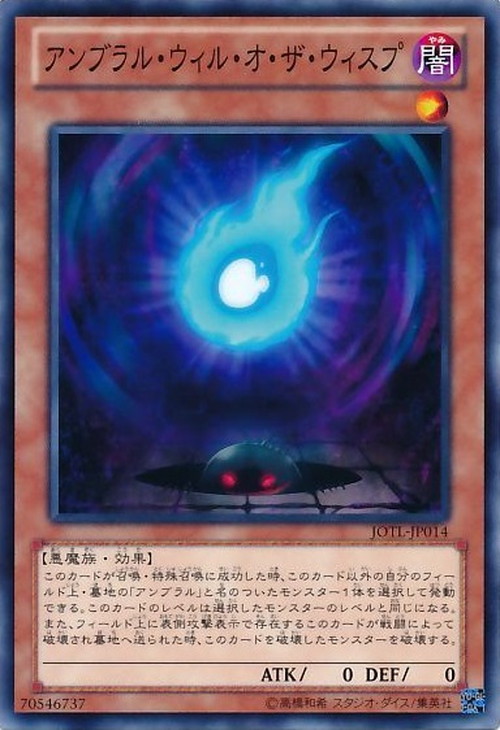 アンブラル・ウィル・オ・ザ・ウィスプ
闇
やみ
JOTL-JP014
【悪魔族・効果】
このカードが召喚・特殊召喚に成功した時、このカード以外の自分のフィー
ルド上・墓地の「アンブラル」と名のついたモンスター1体を選択して発動
できる。このカードのレベルは選択したモンスターのレベルと同じになる。
また、フィールド上に表側攻撃表示で存在するこのカードが戦闘によって
破壊され墓地へ送られた時、このカードを破壊したモンスターを破壊する。
ATK/ 0 DEF/ 0
70546737 ©高橋和希 スタジオ・ダイス/集英社